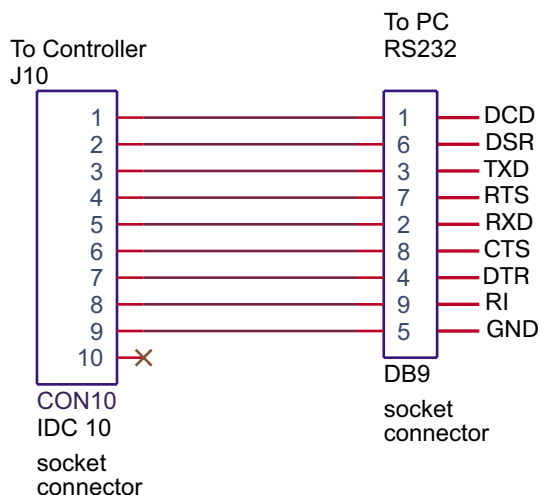 To PC
RS232
To Controller
J10
1 1 DCD
2 6 DSR
3 3 TXD
4 7 RTS
5 2 RXD
6 8 CTS
7 4 DTR
8 9 RI
9 5 GND
10
DB9
socket
connector
CON10
IDC 10
socket
connector